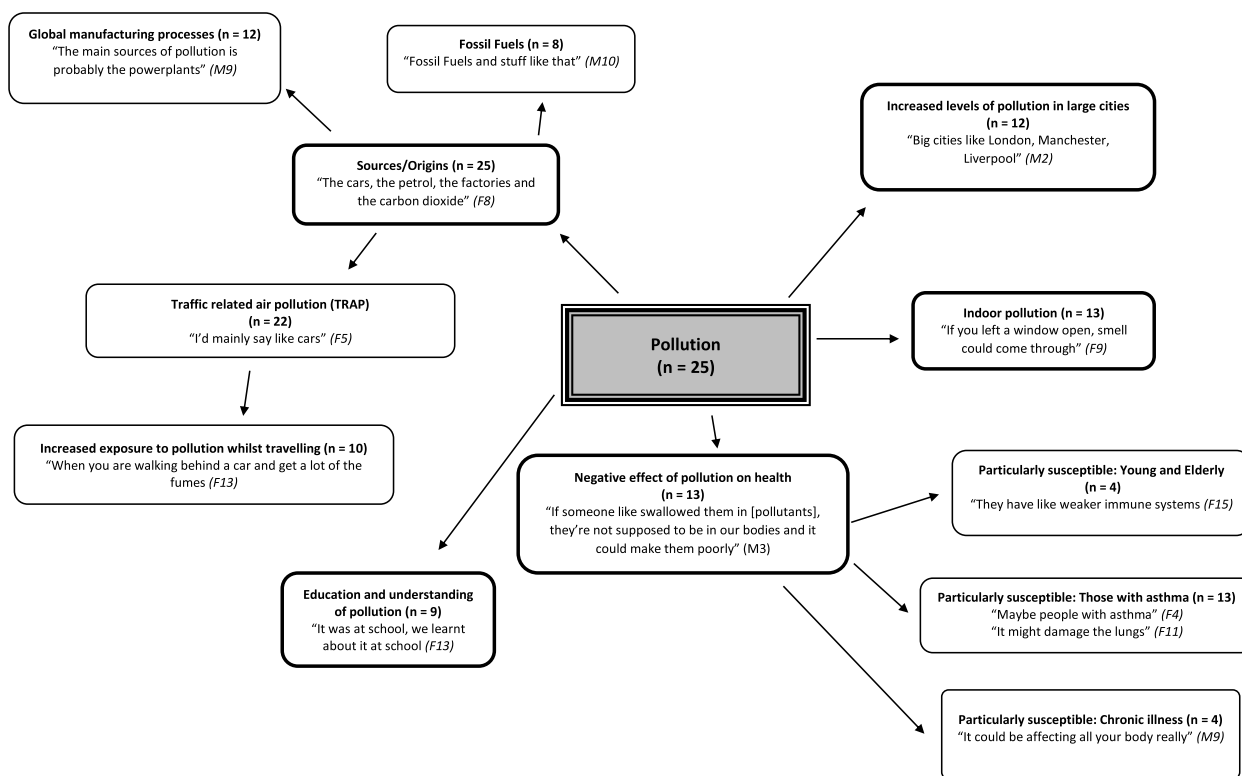 Global manufacturing processes (n = 12)
“The main sources of pollution is
probably the powerplants” (M9)
Fossil Fuels (n = 8)
“Fossil Fuels and stuff like that” (M10)
Increased levels of pollution in large cities
(n = 12)
“Big cities like London, Manchester,
Liverpool” (M2)
Sources/Origins (n = 25)
“The cars, the petrol, the factories and
the carbon dioxide” (F8)
Traffic related air pollution (TRAP)
(n = 22)
“I’d mainly say like cars” (F5)
Pollution
(n = 25)
Indoor pollution (n = 13)
“If you left a window open, smell
could come through” (F9)
Increased exposure to pollution whilst travelling (n = 10)
“When you are walking behind a car and get a lot of the
fumes (F13)
Negative effect of pollution on health
(n = 13)
“If someone like swallowed them in [pollutants],
they’re not supposed to be in our bodies and it
could make them poorly” (M3)
Particularly susceptible: Young and Elderly
(n = 4)
“They have like weaker immune systems (F15)
Education and understanding
of pollution (n = 9)
“It was at school, we learnt
about it at school (F13)
Particularly susceptible: Those with asthma (n = 13)
“Maybe people with asthma” (F4)
“It might damage the lungs” (F11)
Particularly susceptible: Chronic illness (n = 4)
“It could be affecting all your body really” (M9)